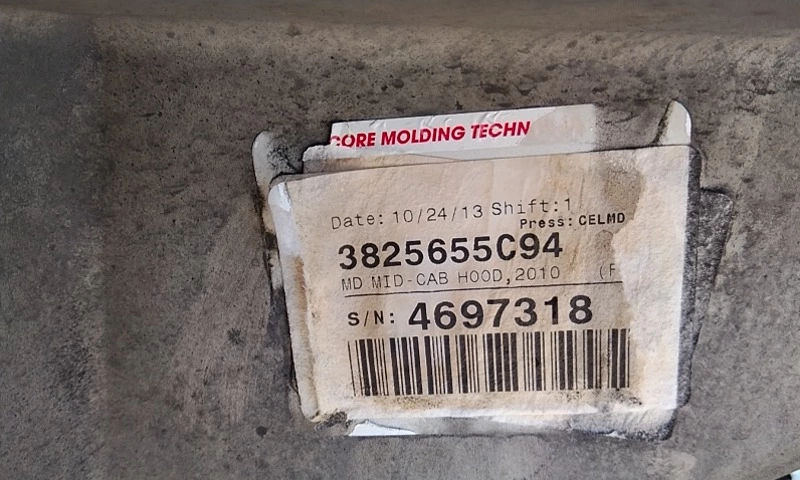 CORE MOLDING TECHN
Date: 10/24/13 Shift:1
Press: CELMD
3825655C94
MD MID-CAB HOOD,2010 (F
S/N: 4697318